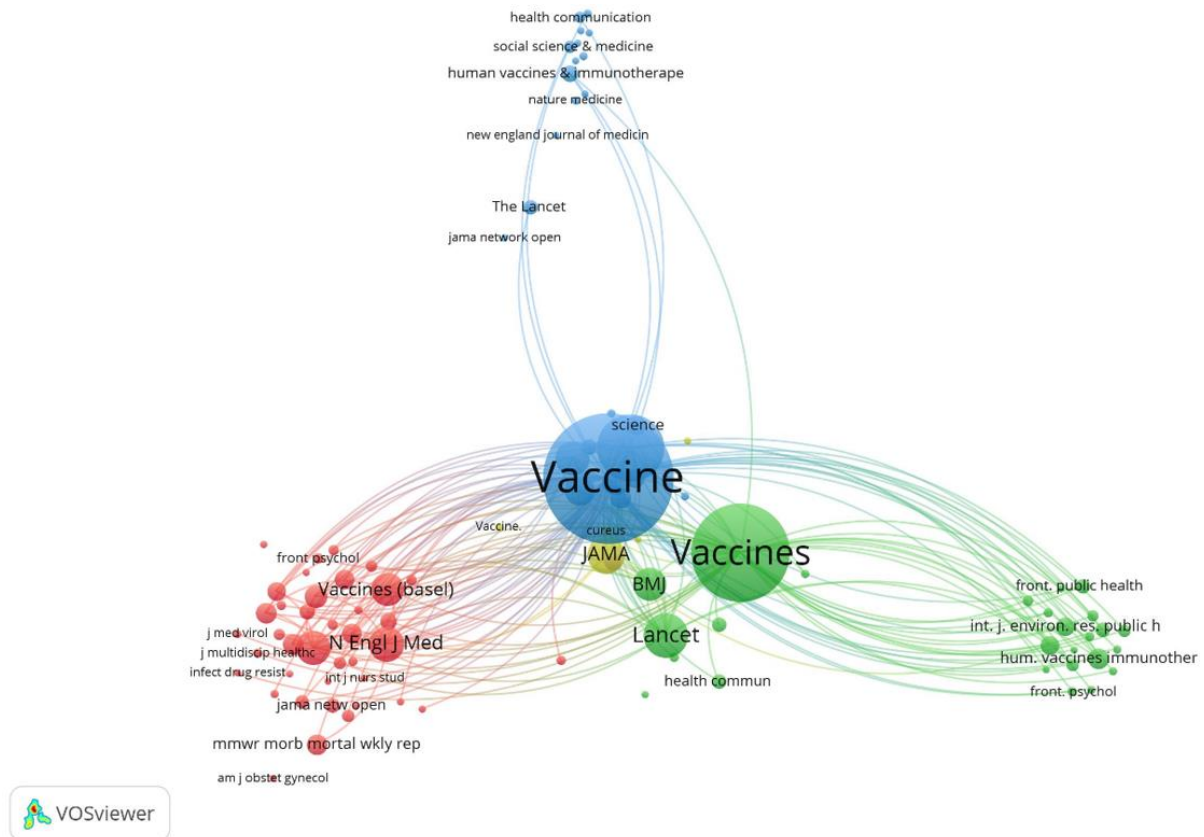 health communication
social science & medicine
human vaccines & immunotherape
nature medicine
new england journal of medicin
The Lancet
jama network open
science
Vaccine
Vaccine.
cureus
JAMA
Vaccines
front psychol
Vaccines (basel)
BMJ
front. public health
j med virol
N Engl J Med
Lancet
int. j. environ. res. public h
j multidiscip healthc
hum. vaccines immunother
infect drug resist.
int j nurs stud
health commun
front. psychol
jama netw open
mmwr morb mortal wkly rep
am j obstet gynecol
VOSviewer